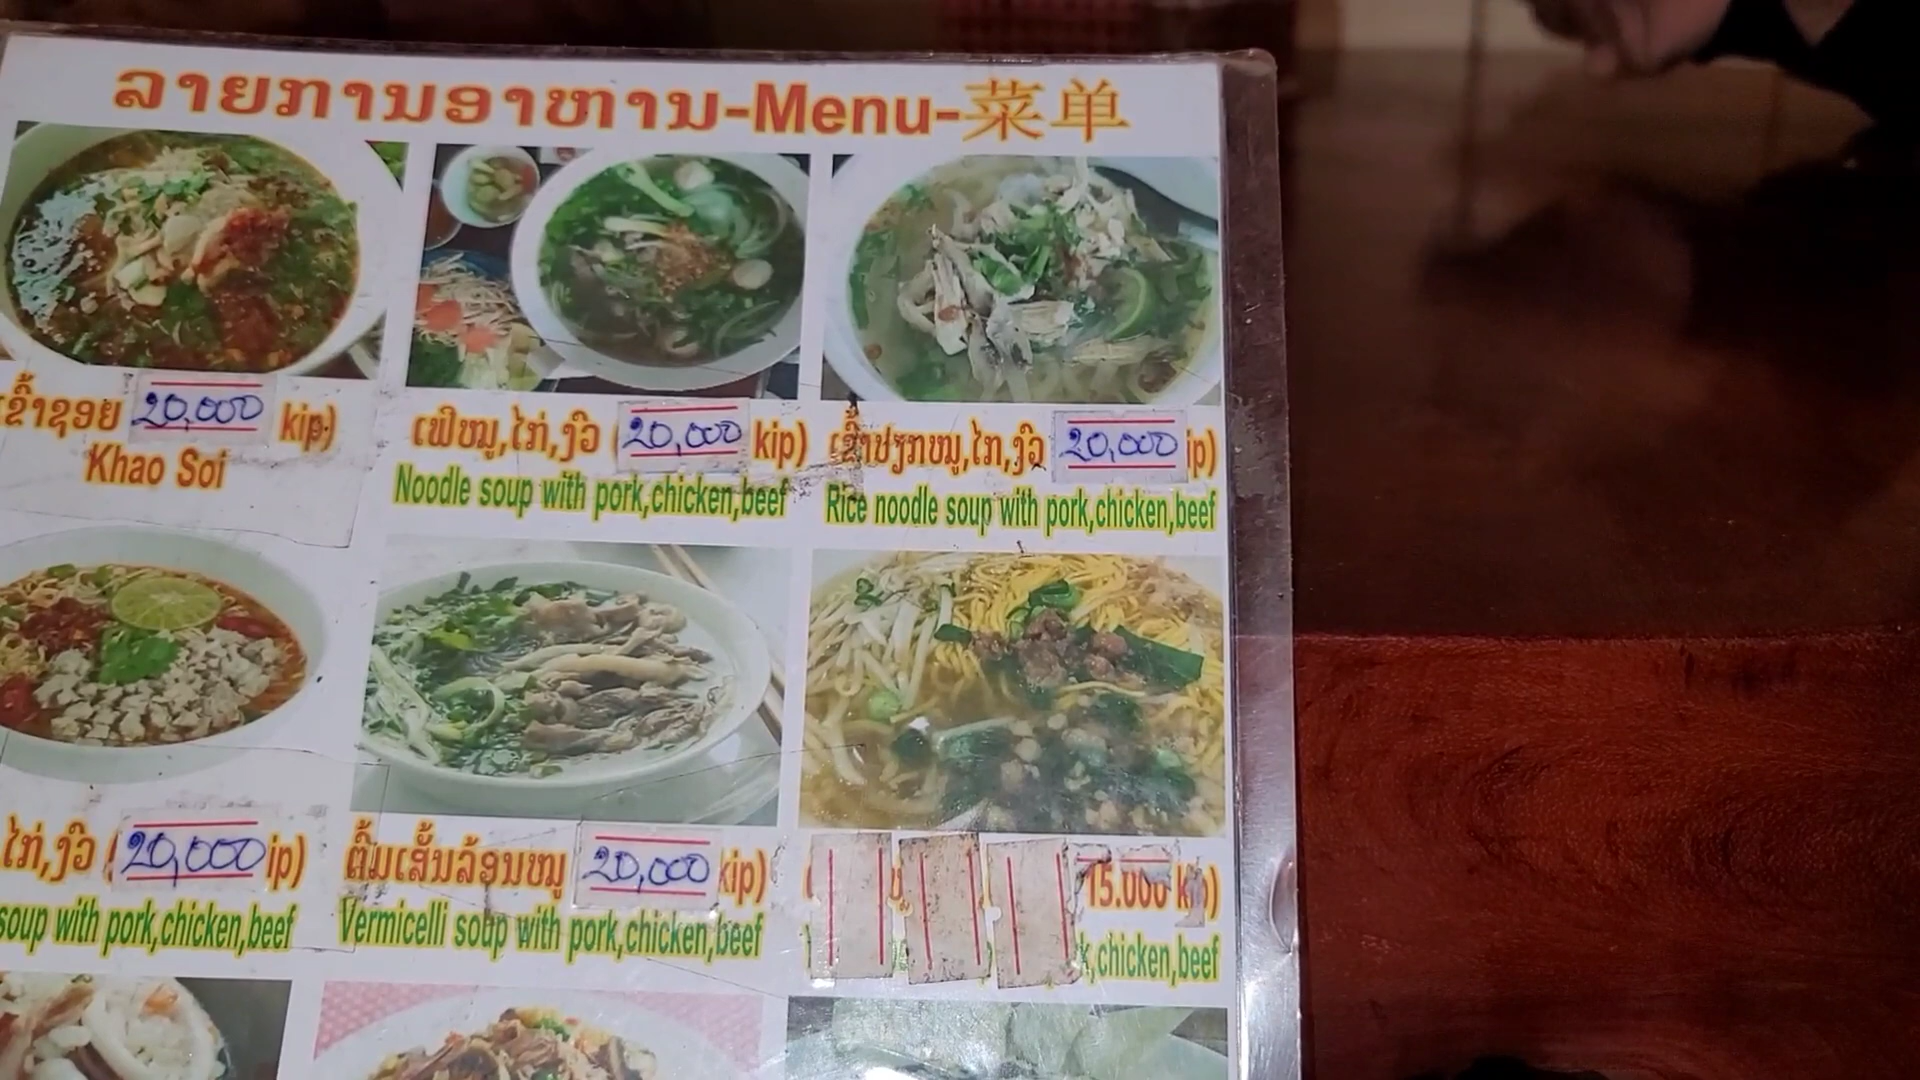 ລາຍການອາຫານ-Menu-菜单
ເຂົ້າຊອຍ 20,000 kip)
Khao Soi
ເຝີໝູ,ໄກ່,ງົວ (20,000 kip)
Noodle soup with pork,chicken,beef
ເຂົ້າປຽກໝູ,ໄກ່,ງົວ 20,000 ip)
Rice noodle soup with pork,chicken,beef
ໄກ່,ງົວ (20,000 ip)
soup with pork,chicken,beef
ຕົ້ມເສັ້ນລ້ອນໝູ 20,000 kip)
Vermicelli soup with pork,chicken,beef
15.000 kip)
k,chicken,beef